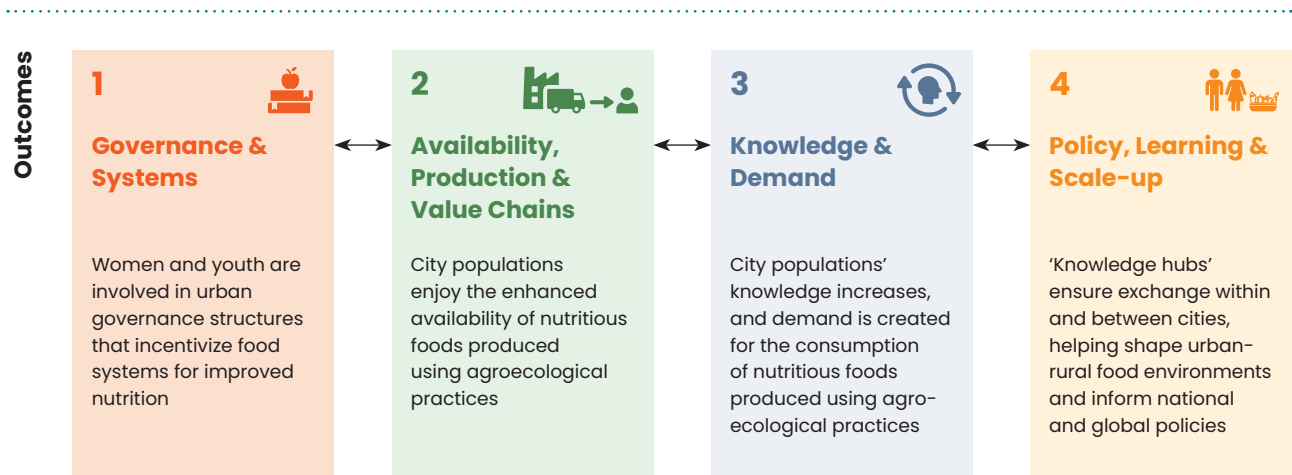 Outcomes
1
Governance &
Systems
Women and youth are
involved in urban
governance structures
that incentivize food
systems for improved
nutrition
2
Availability,
Production &
Value Chains
City populations
enjoy the enhanced
availability of nutritious
foods produced
using agroecological
practices
3
Knowledge &
Demand
City populations’
knowledge increases,
and demand is created
for the consumption
of nutritious foods
produced using agro-
ecological practices
4
Policy, Learning &
Scale-up
‘Knowledge hubs’
ensure exchange within
and between cities,
helping shape urban-
rural food environments
and inform national
and global policies